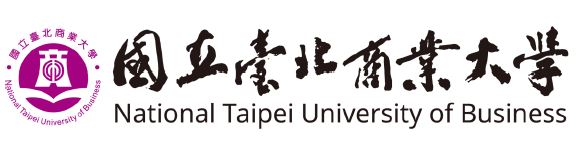 國立臺北商業大學
National Taipei University of Business
國立臺北商業大學
National Taipei University of Business